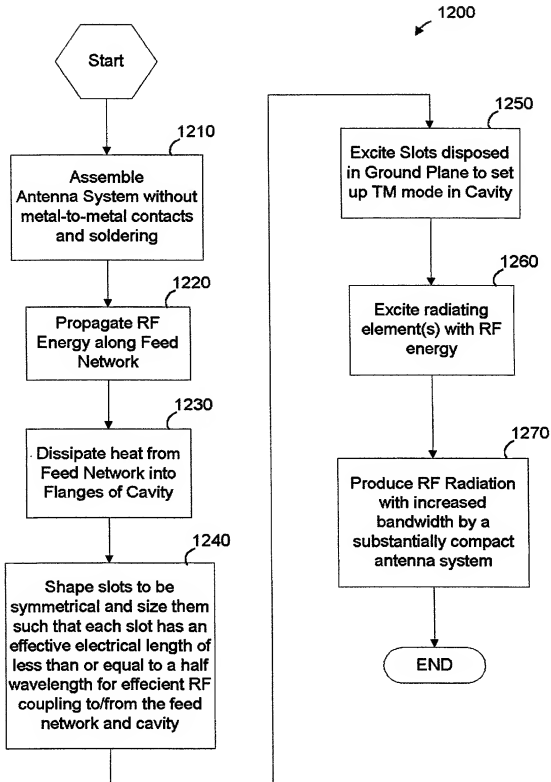 1200
Start
1210
Assemble
Antenna System without
metal-to-metal contacts
and soldering
1220
Propagate RF
Energy along Feed
Network
1230
Dissipate heat from
Feed Network into
Flanges of Cavity
1240
Shape slots to be
symmetrical and size them
such that each slot has an
effective electrical length of
less than or equal to a half
wavelength for effecient RF
coupling to/from the feed
network and cavity
1250
Excite Slots disposed
in Ground Plane to set
up TM mode in Cavity
1260
Excite radiating
element(s) with RF
energy
1270
Produce RF Radiation
with increased
bandwidth by a
substantially compact
antenna system
END